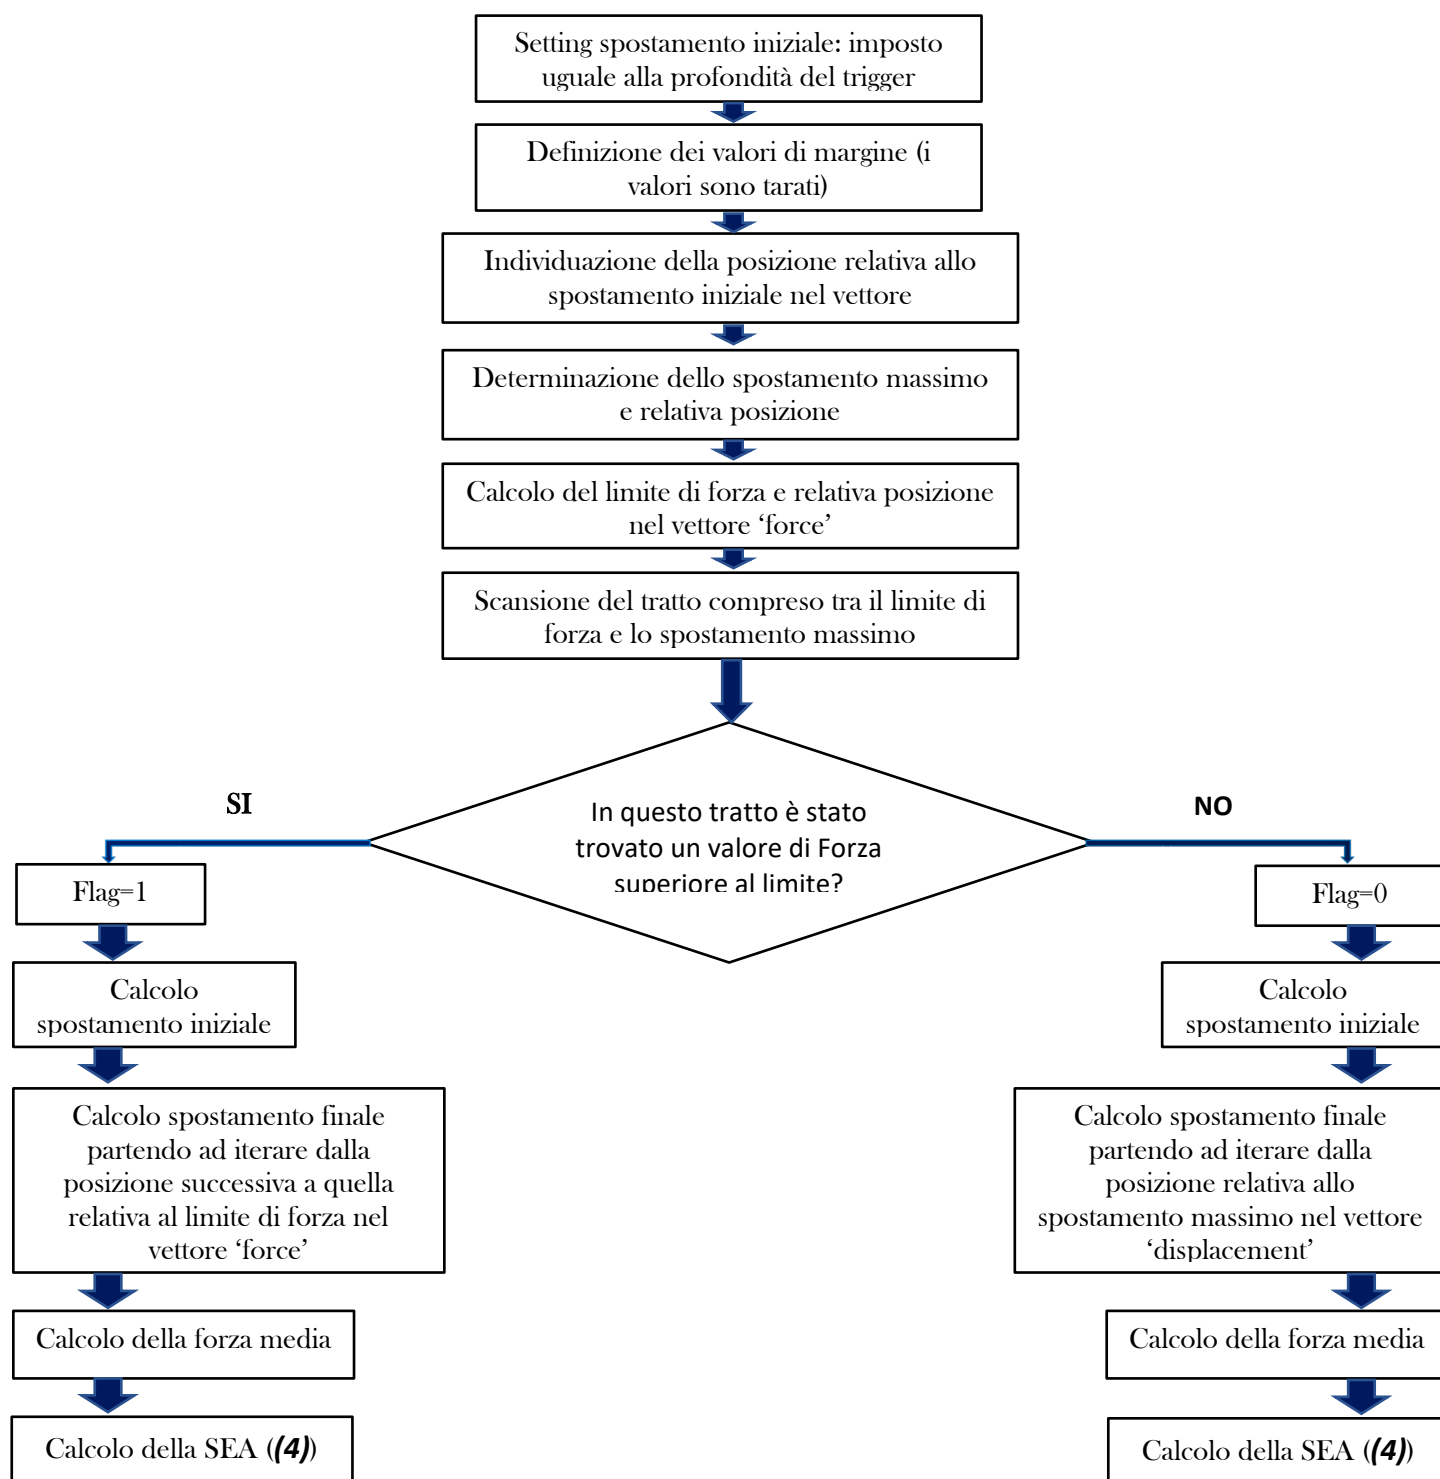 Setting spostamento iniziale: imposto
uguale alla profondità del trigger
Definizione dei valori di margine (i
valori sono tarati)
Individuazione della posizione relativa allo
spostamento iniziale nel vettore
Determinazione dello spostamento massimo
e relativa posizione
Calcolo del limite di forza e relativa posizione
nel vettore ‘force’
Scansione del tratto compreso tra il limite di
forza e lo spostamento massimo
In questo tratto è stato
trovato un valore di Forza
superiore al limite?
SI
Flag=1
Calcolo
spostamento iniziale
Calcolo spostamento finale
partendo ad iterare dalla
posizione successiva a quella
relativa al limite di forza nel
vettore ‘force’
Calcolo della forza media
Calcolo della SEA ((4))
NO
Flag=0
Calcolo
spostamento iniziale
Calcolo spostamento finale
partendo ad iterare dalla
posizione relativa allo
spostamento massimo nel vettore
‘displacement’
Calcolo della forza media
Calcolo della SEA ((4))